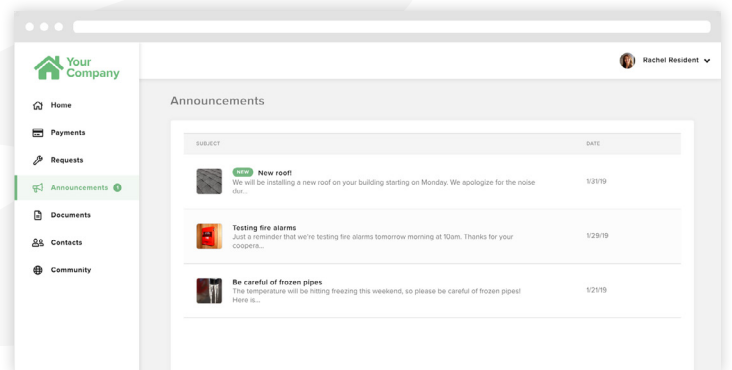 Your
Company
Rachel Resident
Home
Payments
Requests
Announcements 1
Documents
Contacts
Community
Announcements
SUBJECT DATE
NEW New roof!
We will be installing a new roof on your building starting on Monday. We apologize for the noise
dur...
1/31/19
Testing fire alarms
Just a reminder that we're testing fire alarms tomorrow morning at 10am. Thanks for your
coopera...
1/29/19
Be careful of frozen pipes
The temperature will be hitting freezing this weekend, so please be careful of frozen pipes!
Here is...
1/21/19